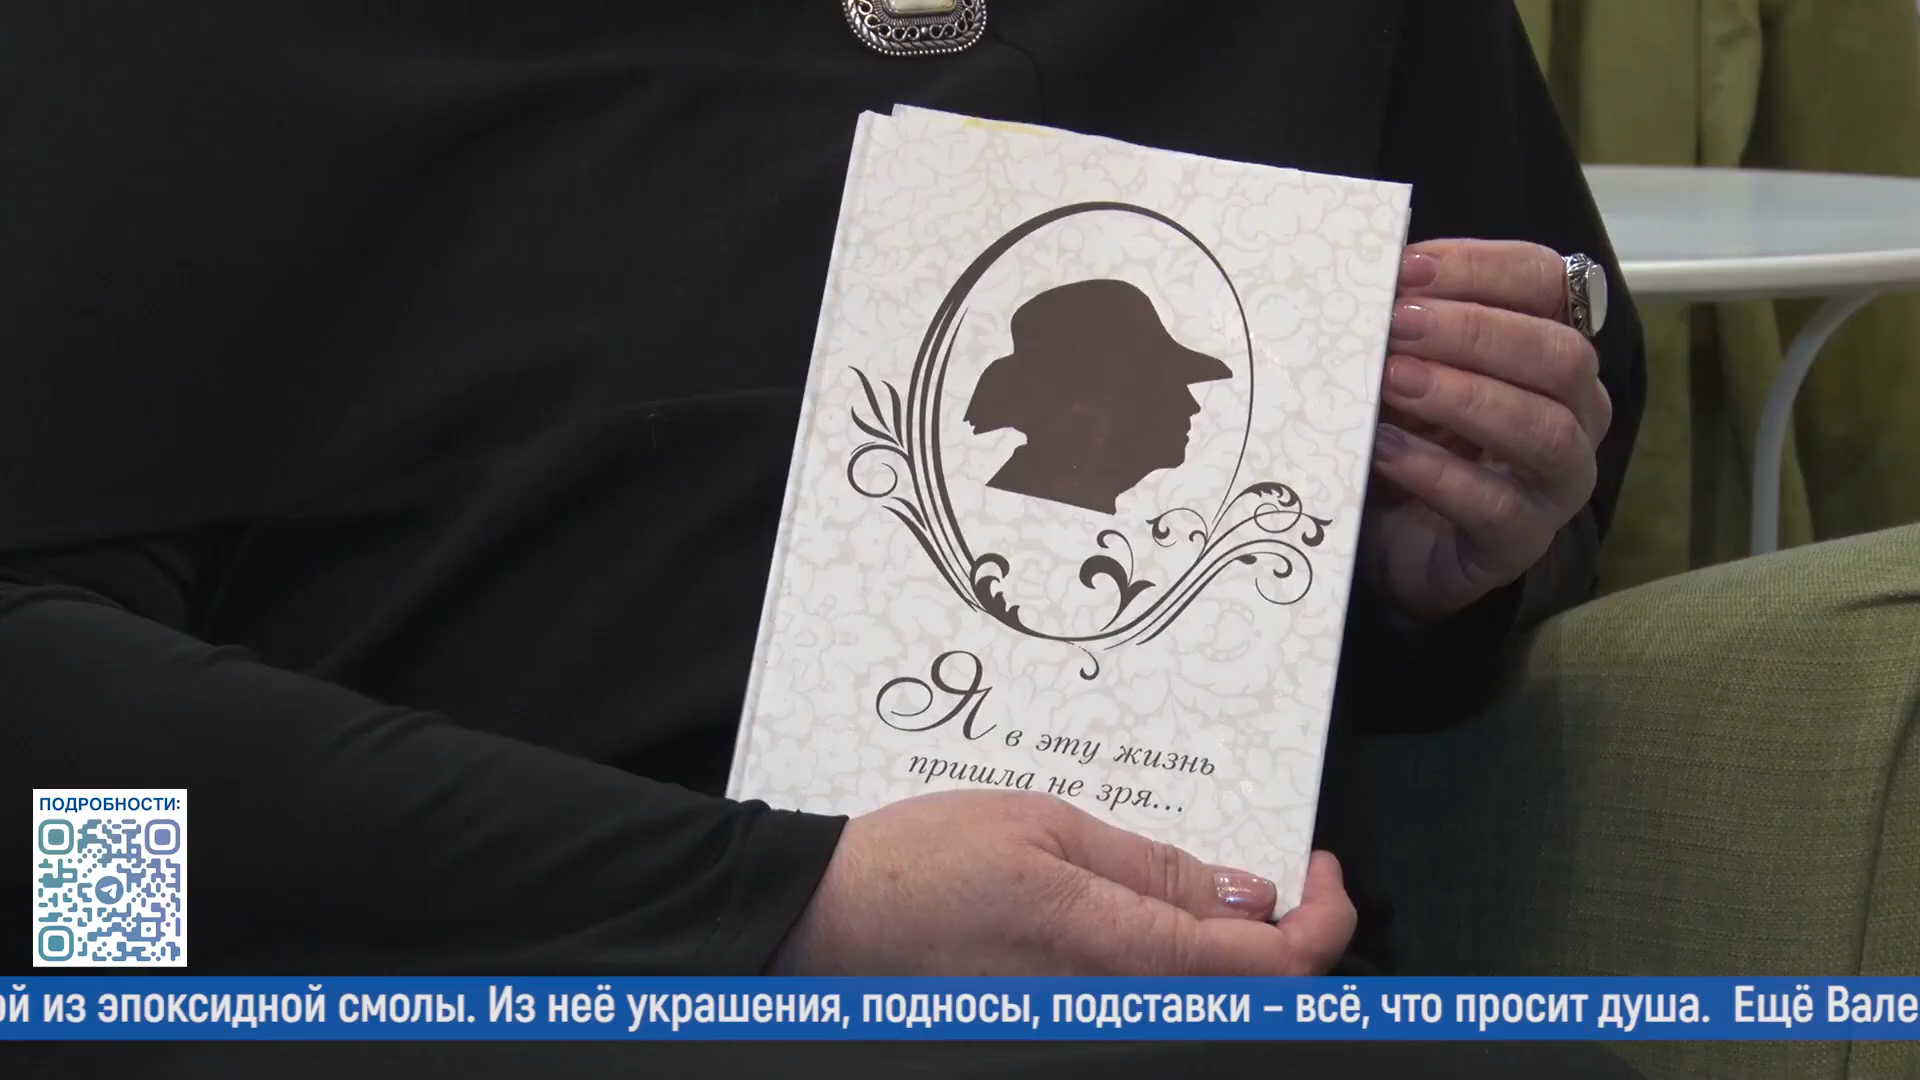 Я в эту жизнь
пришла не зря...
ПОДРОБНОСТИ:
ой из эпоксидной смолы. Из неё украшения, подносы, подставки – всё, что просит душа. Ещё Вале